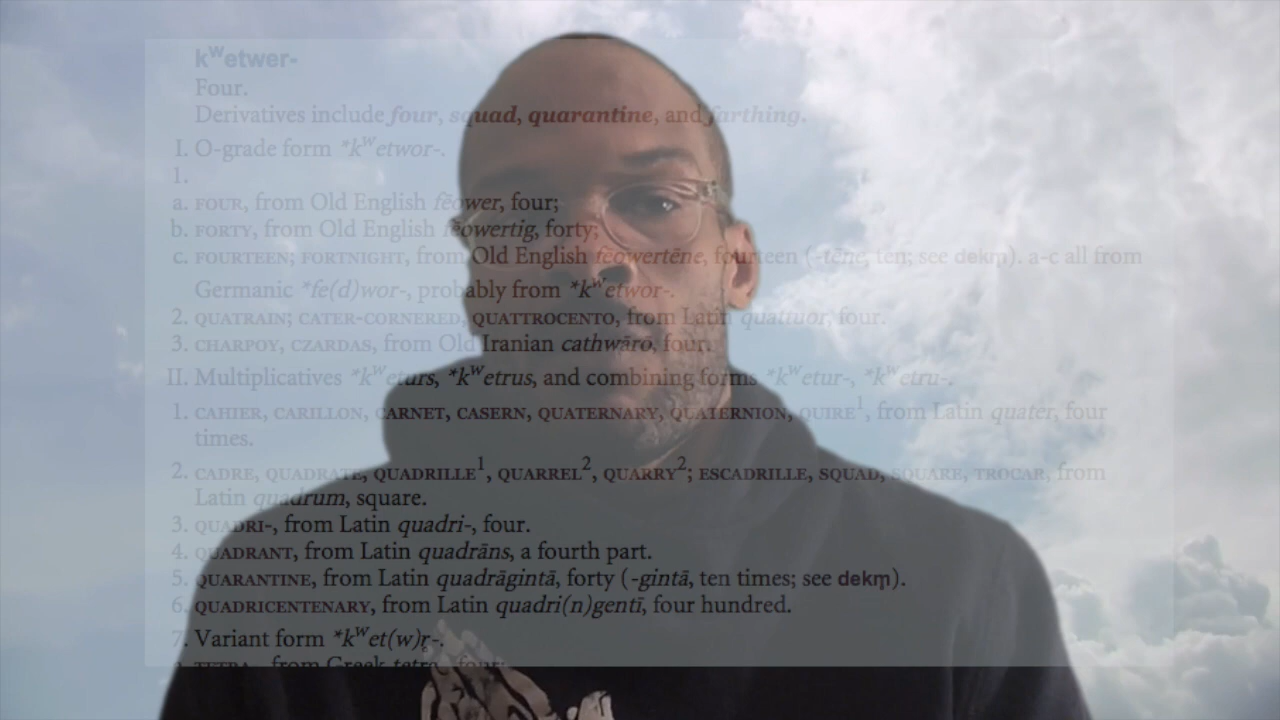 kʷetwer-
Four.
Derivatives include four, squad, quarantine, and farthing.
I. O-grade form *kʷetwor-.
1.
a. FOUR, from Old English fēower, four;
b. FORTY, from Old English fēowertig, forty;
c. FOURTEEN; FORTNIGHT, from Old English fēowertēne, fourteen (-tēne, ten; see dekm̥). a-c all from
Germanic *fe(d)wor-, probably from *kʷetwor-.
2. QUATRAIN; CATER-CORNERED, QUATTROCENTO, from Latin quattuor, four.
3. CHARPOY, CZARDAS, from Old Iranian cathwārō, four.
II. Multiplicatives *kʷeturs, *kʷetrus, and combining forms *kʷetur-, *kʷetru-.
1. CAHIER, CARILLON, CARNET, CASERN, QUATERNARY, QUATERNION, QUIRE¹, from Latin quater, four
times.
2. CADRE, QUADRATE, QUADRILLE¹, QUARREL², QUARRY²; ESCADRILLE, SQUAD, SQUARE, TROCAR, from
Latin quadrum, square.
3. QUADRI-, from Latin quadri-, four.
4. QUADRANT, from Latin quadrāns, a fourth part.
5. QUARANTINE, from Latin quadrāgintā, forty (-gintā, ten times; see dekm̥).
6. QUADRICENTENARY, from Latin quadri(n)gentī, four hundred.
7. Variant form *kʷet(w)r̥-.
TETRA-, from Greek tetra-, four;